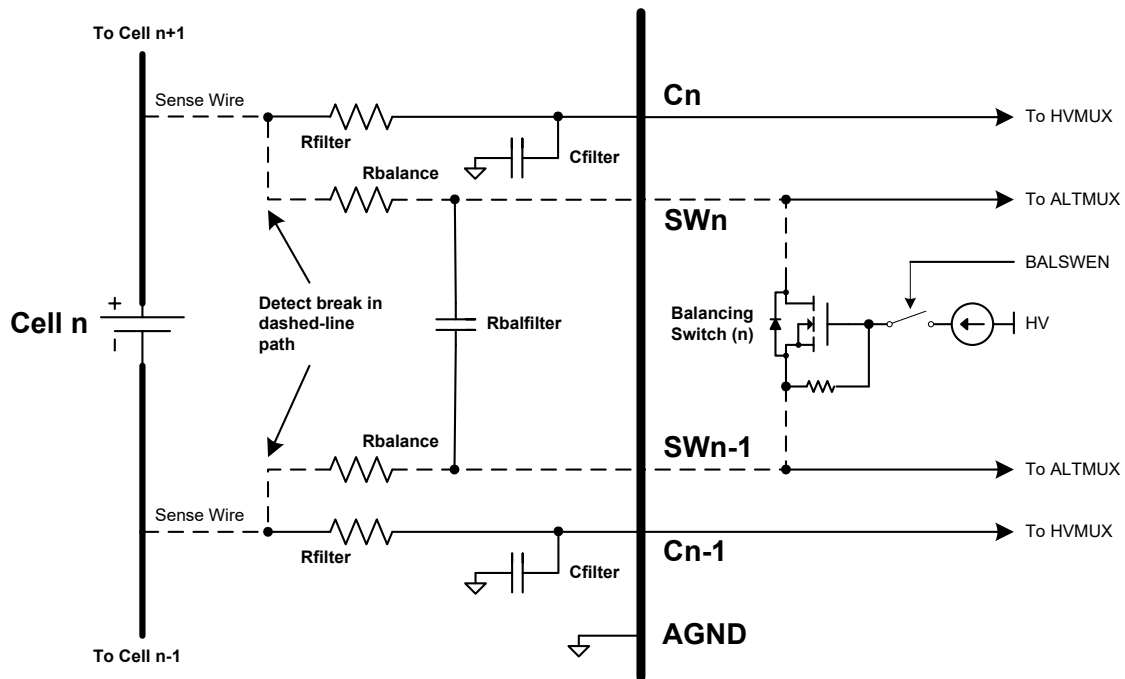 To Cell n+1
Sense Wire
Rfilter
Cfilter
Cn
To HVMUX
Rbalance
SWn
To ALTMUX
BALSWEN
Detect break in
dashed-line
path
Cell n
+
–
Rbalfilter
Balancing
Switch (n)
HV
Rbalance
SWn-1
To ALTMUX
Sense Wire
Rfilter
Cfilter
Cn-1
To HVMUX
AGND
To Cell n-1